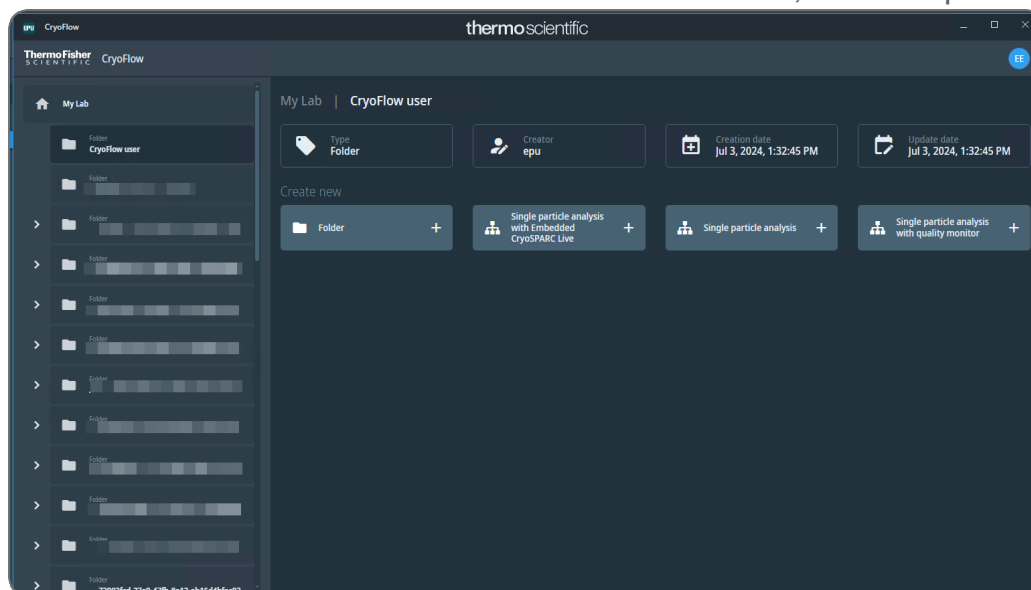 EPU CryoFlow
thermo scientific
ThermoFisher
SCIENTIFIC
CryoFlow
EE
My Lab
Folder
CryoFlow user
Folder
Folder
Folder
Folder
Folder
Folder
Folder
Folder
Folder
Folder
Folder
My Lab | CryoFlow user
Type
Folder
Creator
epu
Creation date
Jul 3, 2024, 1:32:45 PM
Update date
Jul 3, 2024, 1:32:45 PM
Create new
Folder +
Single particle analysis
with Embedded
CryoSPARC Live
+
Single particle analysis +
Single particle analysis
with quality monitor
+